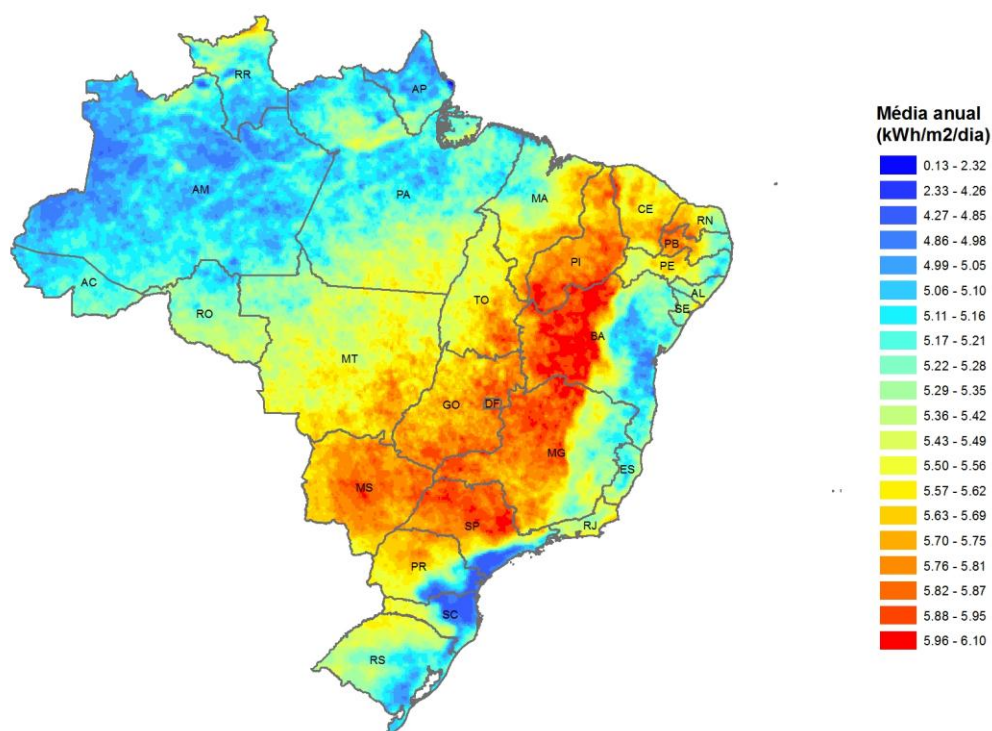 RR
AP
AM
PA
MA
CE
RN
PB
PE
PI
AL
SE
AC
RO
TO
BA
MT
GO
DF
MG
ES
MS
SP
RJ
PR
SC
RS
Média anual
(kWh/m2/dia)
0.13 - 2.32
2.33 - 4.26
4.27 - 4.85
4.86 - 4.98
4.99 - 5.05
5.06 - 5.10
5.11 - 5.16
5.17 - 5.21
5.22 - 5.28
5.29 - 5.35
5.36 - 5.42
5.43 - 5.49
5.50 - 5.56
5.57 - 5.62
5.63 - 5.69
5.70 - 5.75
5.76 - 5.81
5.82 - 5.87
5.88 - 5.95
5.96 - 6.10